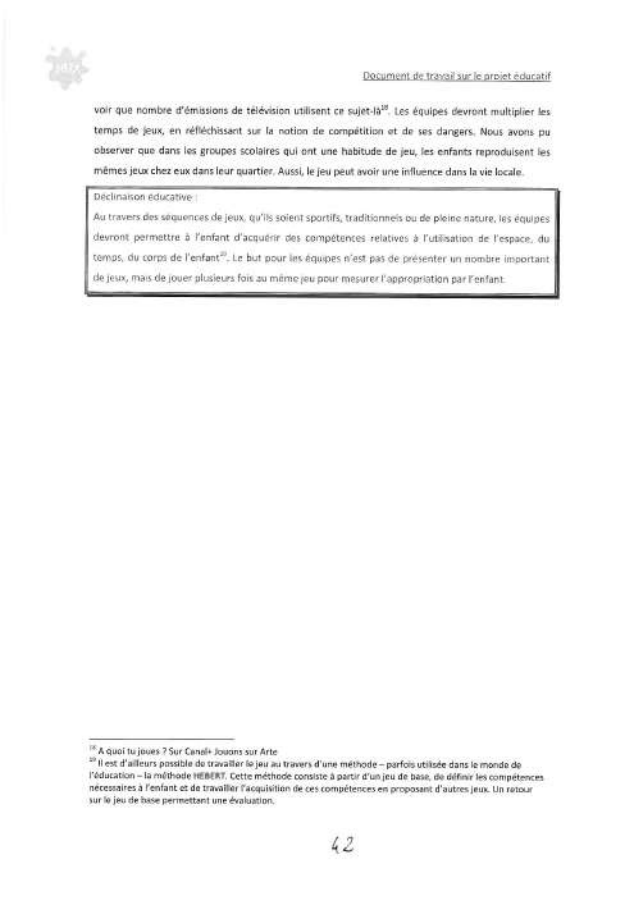 Document de travail sur le projet éducatif
voir que nombre d'émissions de télévision utilisent ce sujet-là¹⁸. Les équipes devront multiplier les
temps de jeux, en réfléchissant sur la notion de compétition et de ses dangers. Nous avons pu
observer que dans les groupes scolaires qui ont une habitude de jeu, les enfants reproduisent les
mêmes jeux chez eux dans leur quartier. Aussi, le jeu peut avoir une influence dans la vie locale.
Déclinaison éducative :
Au travers des séquences de jeux, qu'ils soient sportifs, traditionnels ou de pleine nature, les équipes
devront permettre à l'enfant d'acquérir des compétences relatives à l'utilisation de l'espace, du
temps, du corps de l'enfant¹⁹. Le but pour les équipes n'est pas de présenter un nombre important
de jeux, mais de jouer plusieurs fois au même jeu pour mesurer l'appropriation par l'enfant.
¹⁸ A quoi tu joues ? Sur Canal+ Jouons sur Arte
¹⁹ Il est d'ailleurs possible de travailler le jeu au travers d'une méthode – parfois utilisée dans le monde de
l'éducation – la méthode HEBERT. Cette méthode consiste à partir d'un jeu de base, de définir les compétences
nécessaires à l'enfant et de travailler l'acquisition de ces compétences en proposant d'autres jeux. Un retour
sur le jeu de base permettant une évaluation.
42